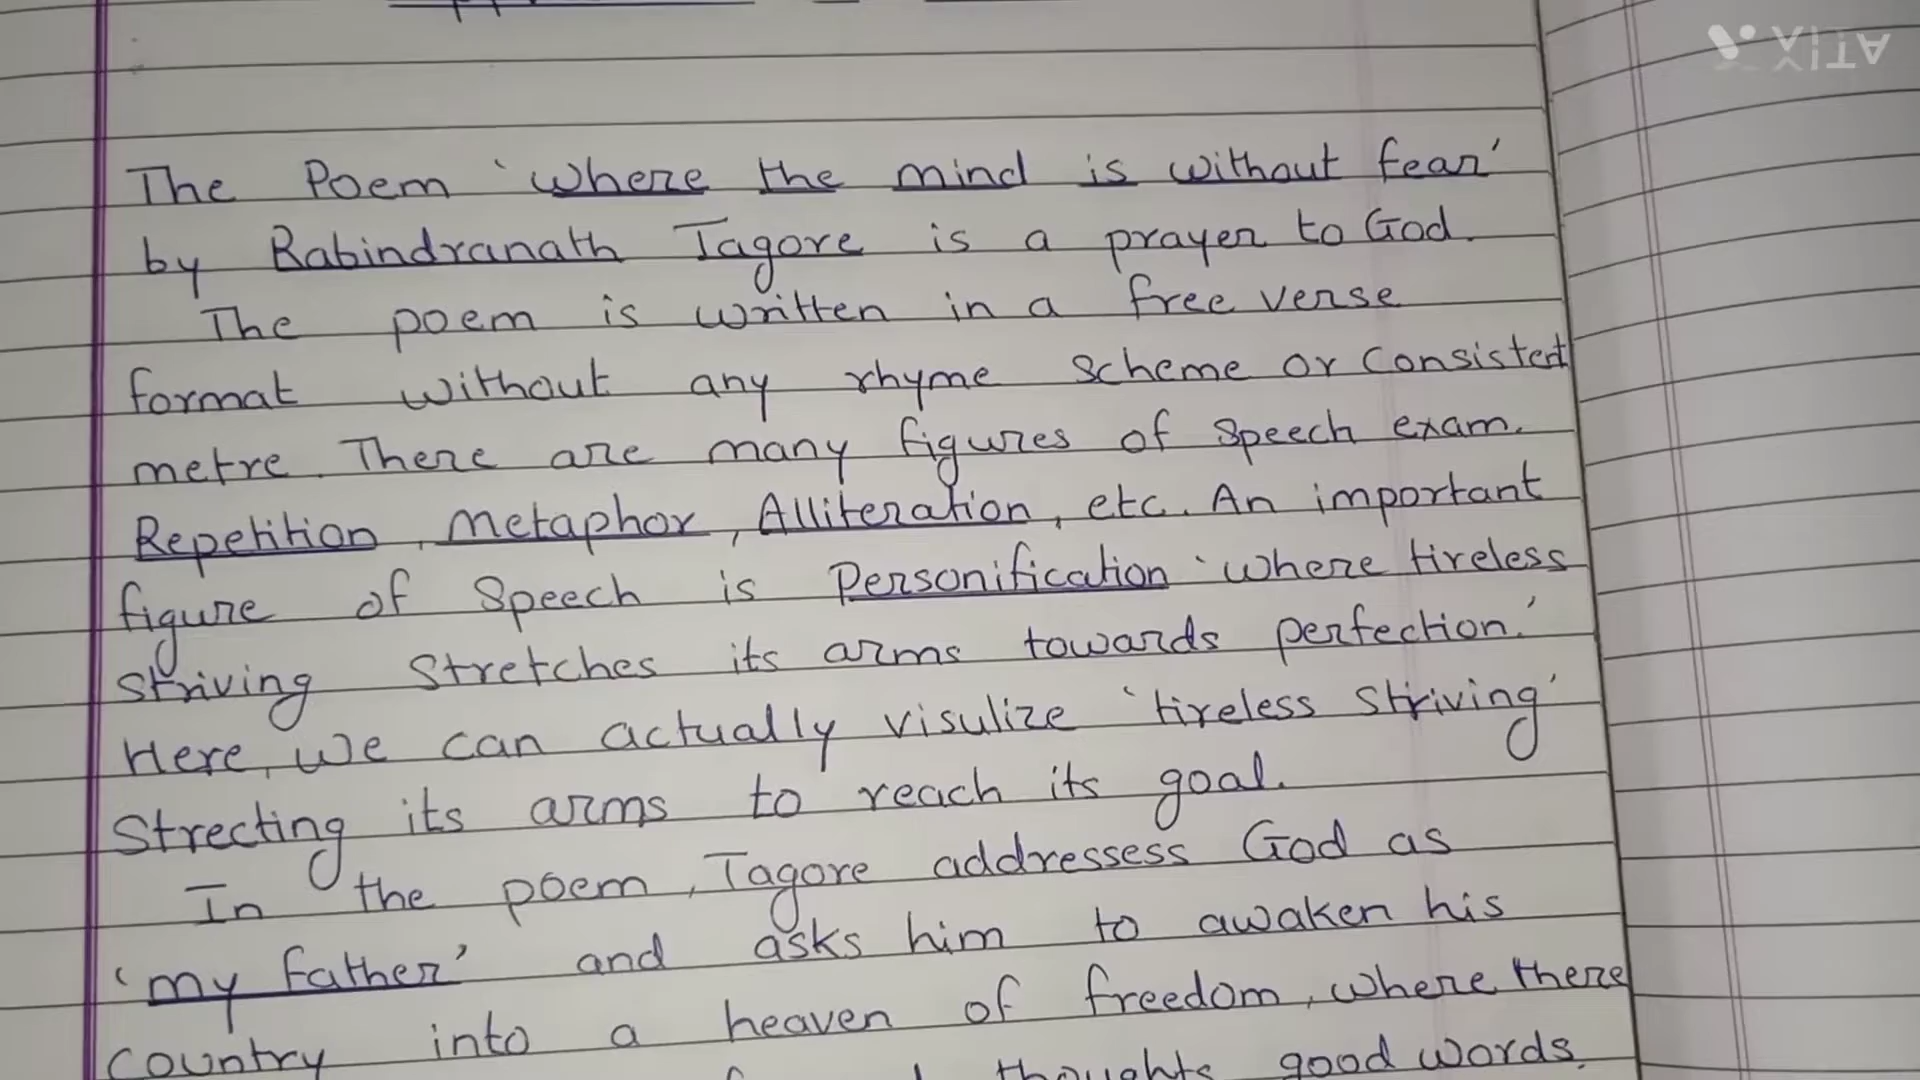 VITA
The Poem 'where the mind is without fear'
by Rabindranath Tagore is a prayer to God.
The poem is written in a free verse
format without any rhyme scheme or consistent
metre. There are many figures of speech exam.
Repetition, Metaphor, Alliteration, etc. An important
figure of speech is Personification 'where tireless
striving stretches its arms towards perfection.'
Here, we can actually visulize 'tireless striving'
Strecting its arms to reach its goal.
In the poem, Tagore addressess God as
'my father' and asks him to awaken his
country into a heaven of freedom, where there
thoughts good words,